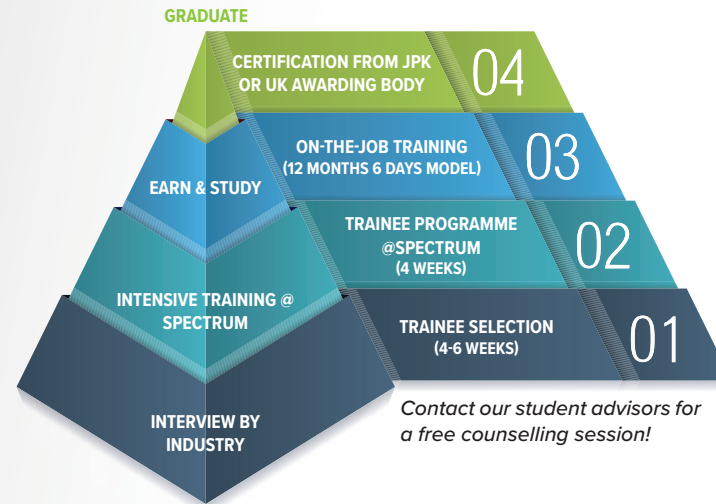 GRADUATE
CERTIFICATION FROM JPK
OR UK AWARDING BODY
04
EARN & STUDY
ON-THE-JOB TRAINING
(12 MONTHS 6 DAYS MODEL)
03
INTENSIVE TRAINING @
SPECTRUM
TRAINEE PROGRAMME
@SPECTRUM
(4 WEEKS)
02
INTERVIEW BY
INDUSTRY
TRAINEE SELECTION
(4-6 WEEKS)
01
Contact our student advisors for
a free counselling session!